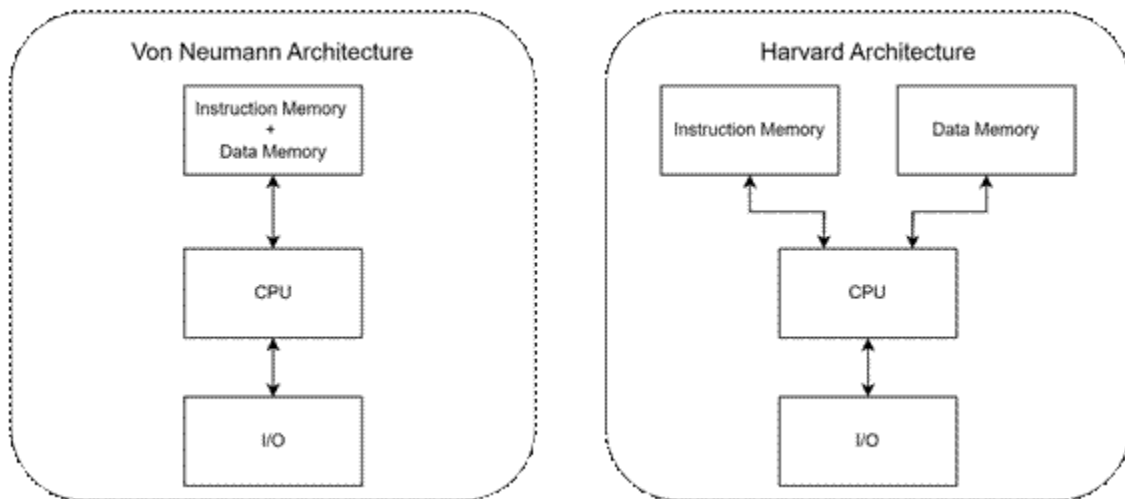 Von Neumann Architecture
Instruction Memory
+
Data Memory
CPU
I/O
Harvard Architecture
Instruction Memory
Data Memory
CPU
I/O